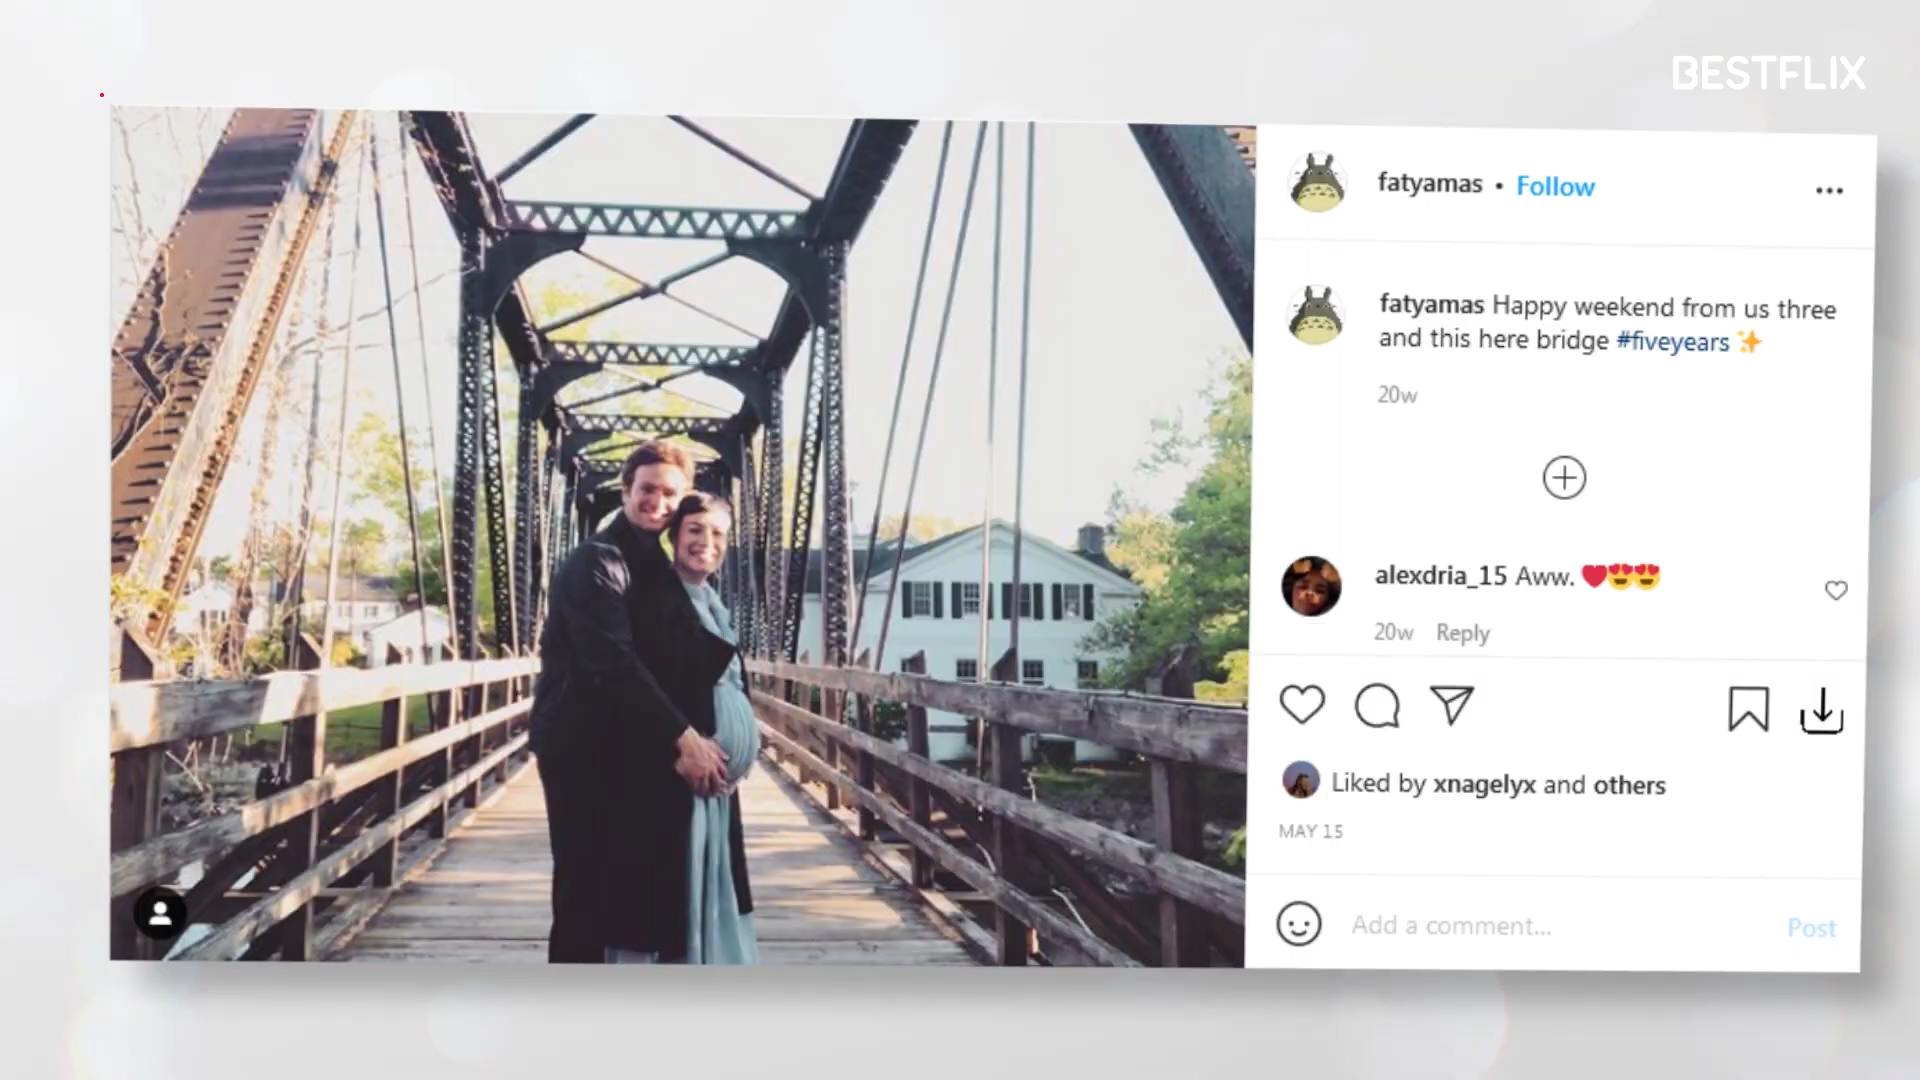 BESTFLIX
fatyamas • Follow
fatyamas Happy weekend from us three
and this here bridge #fiveyears ✨
20w
alexdria_15 Aww. ❤️😍😍
20w Reply
Liked by xnagelyx and others
MAY 15
Add a comment... Post